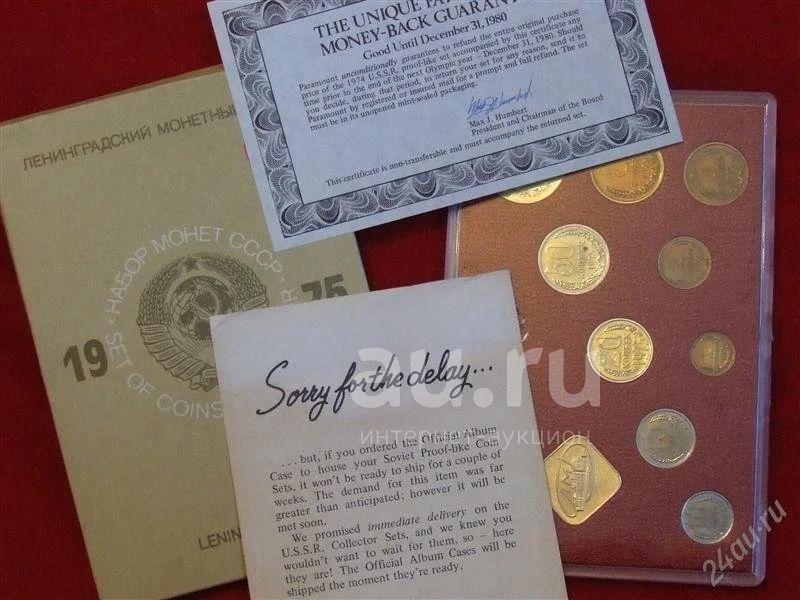 THE UNIQUE PA
MONEY-BACK GUARAN
Good Until December 31, 1980
Paramount unconditionally guarantees to refund the entire original purchase
price of the 1974 U.S.S.R. proof-like set accompanied by this certificate any
time prior to the end of the next Olympic year – December 31, 1980. Should
you decide, during that period, to return your set for any reason, send it to
Paramount by registered or insured mail for a prompt and full refund. The set
must be in its unopened mint-sealed packaging.
Max J. Humbert
President and Chairman of the Board
This certificate is non-transferable and must accompany the returned set.
ЛЕНИНГРАДСКИЙ МОНЕТНЫ
НАБОР МОНЕТ СССР
19 75
SET OF COINS
LENIN
Sorry for the delay...
. . . but, if you ordered the Official Album
Case to house your Soviet Proof-like Coin
Sets, it won't be ready to ship for a couple of
weeks. The demand for this item was far
greater than anticipated; however it will be
met soon.
We promised immediate delivery on the
U.S.S.R. Collector Sets, and we knew you
wouldn't want to wait for them, so – here
they are! The Official Album Cases will be
shipped the moment they're ready.
50
20
au.ru
интернет-аукцион
24au.ru